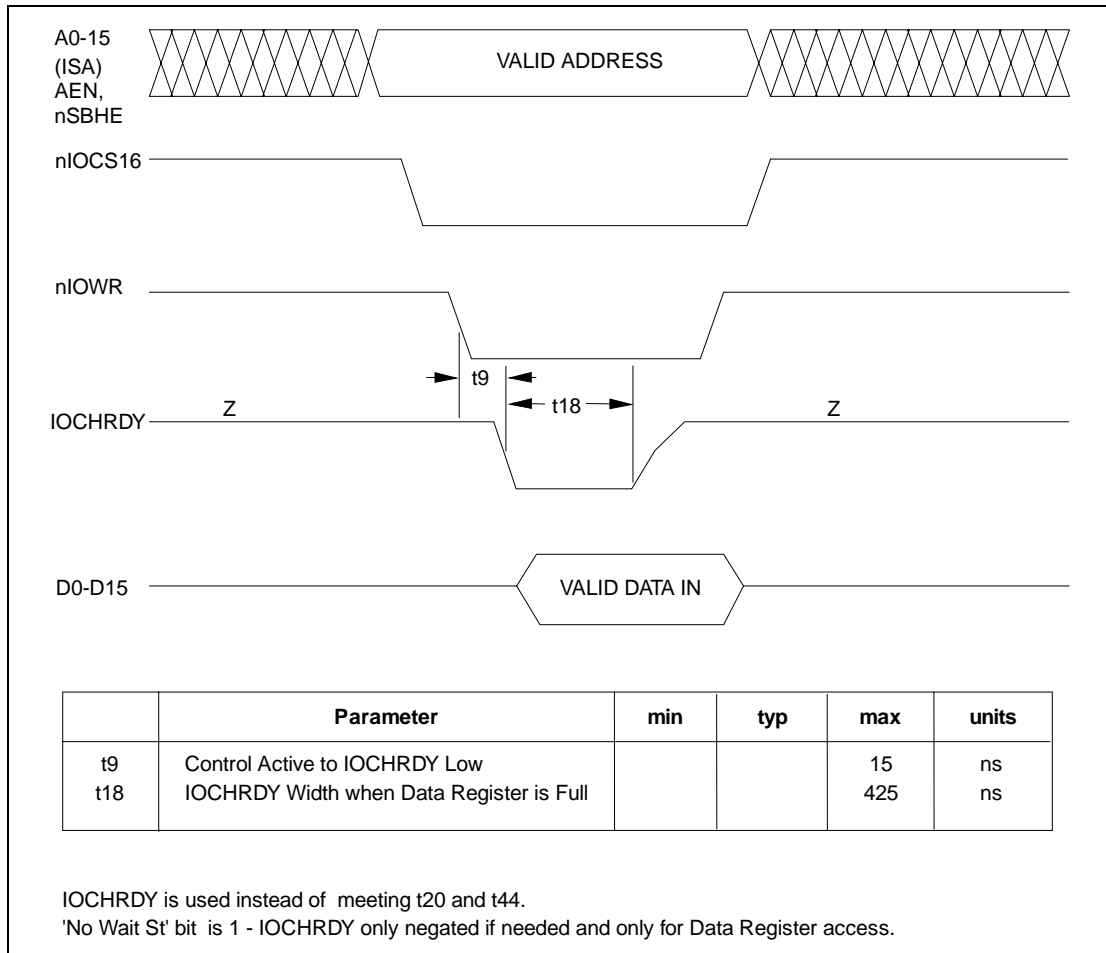 A0-15
(ISA)
AEN,
nSBHE
VALID ADDRESS
nIOCS16
nIOWR
t9
t18
IOCHRDY
Z
Z
D0-D15
VALID DATA IN
Parameter min typ max units
t9 Control Active to IOCHRDY Low 15 ns
t18 IOCHRDY Width when Data Register is Full 425 ns
IOCHRDY is used instead of meeting t20 and t44.
'No Wait St' bit is 1 - IOCHRDY only negated if needed and only for Data Register access.